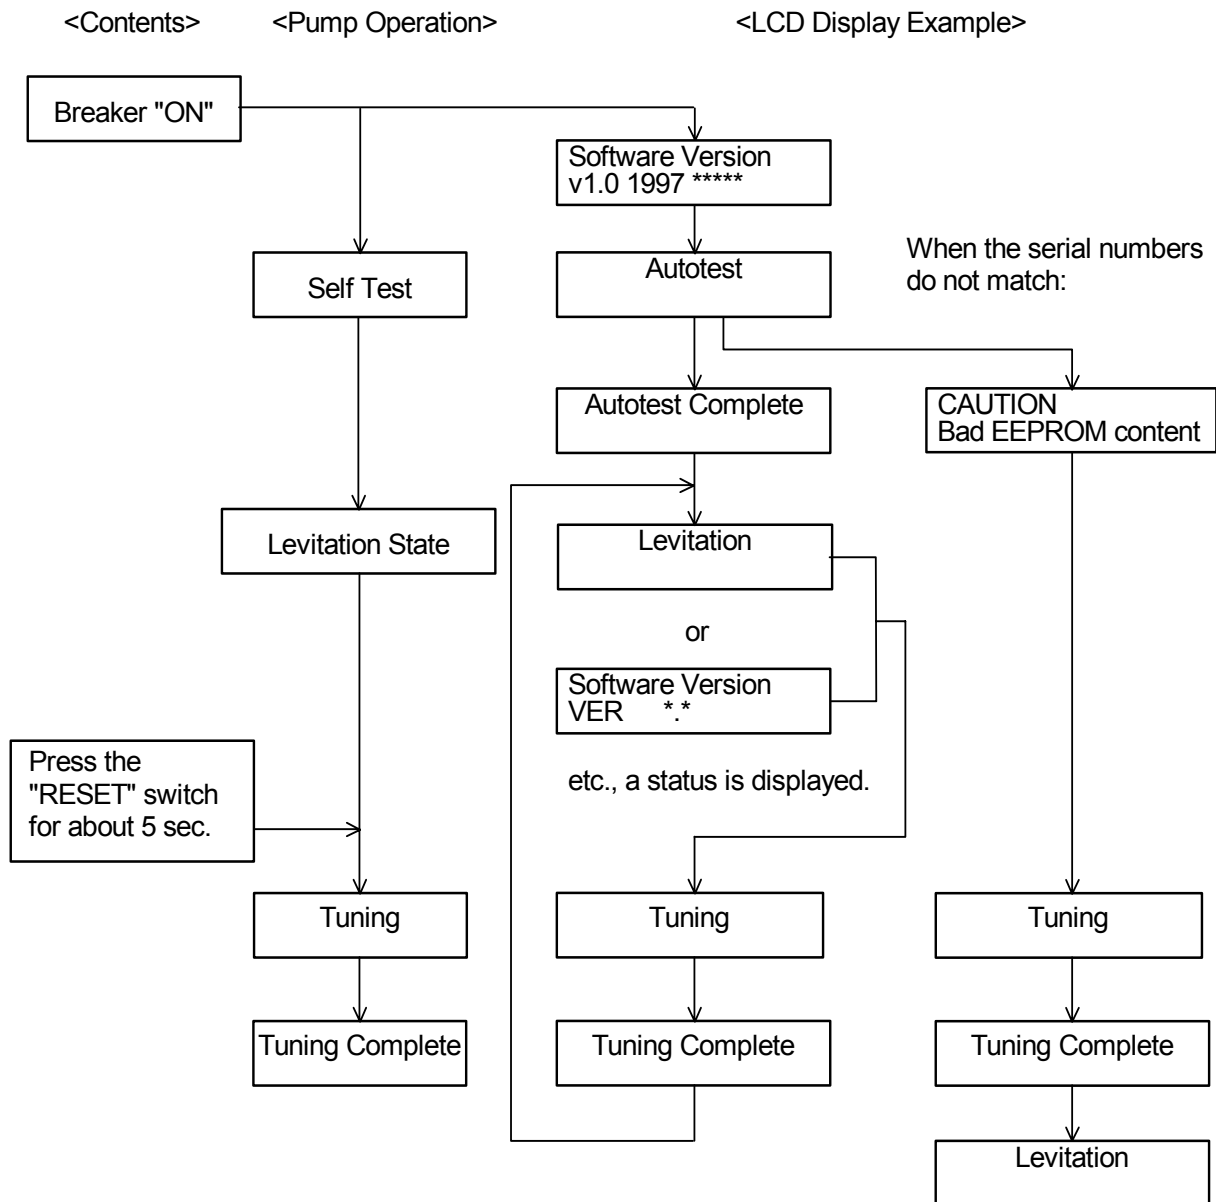 <Contents> <Pump Operation> <LCD Display Example>
Breaker "ON"
Software Version
v1.0 1997 *****
When the serial numbers
do not match:
Self Test
Autotest
Autotest Complete
CAUTION
Bad EEPROM content
Levitation State
Levitation
or
Software Version
VER *.*
etc., a status is displayed.
Press the
"RESET" switch
for about 5 sec.
Tuning
Tuning
Tuning
Tuning Complete
Tuning Complete
Tuning Complete
Levitation